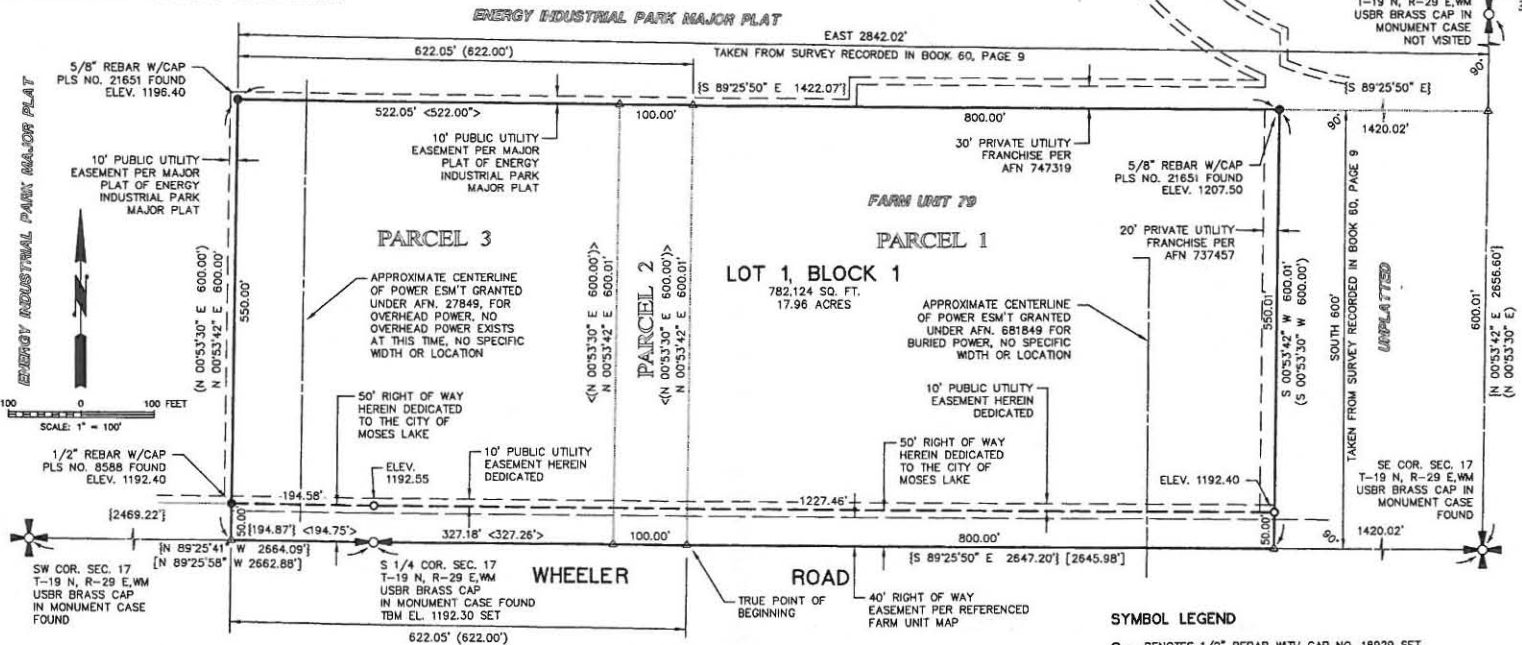 ENERGY INDUSTRIAL PARK MAJOR PLAT
EAST 2842.02'
622.05' (622.00')
TAKEN FROM SURVEY RECORDED IN BOOK 60, PAGE 9
T-19 N, R-29 E,WM
USBR BRASS CAP IN
MONUMENT CASE
NOT VISITED
90°
5/8" REBAR W/CAP
PLS NO. 21651 FOUND
ELEV. 1196.40
[S 89°25'50" E 1422.07']
[S 89°25'50" E]
522.05' <522.00'>
100.00'
800.00'
90°
1420.02'
10' PUBLIC UTILITY
EASEMENT PER MAJOR
PLAT OF ENERGY
INDUSTRIAL PARK
MAJOR PLAT
10' PUBLIC UTILITY
EASEMENT PER MAJOR
PLAT OF ENERGY
INDUSTRIAL PARK
MAJOR PLAT
30' PRIVATE UTILITY
FRANCHISE PER
AFN 747319
5/8" REBAR W/CAP
PLS NO. 21651 FOUND
ELEV. 1207.50
ENERGY INDUSTRIAL PARK MAJOR PLAT
N
100 0 100 FEET
SCALE: 1" = 100'
(N 00°53'30" E 600.00')
N 00°53'42" E 600.00'
550.00'
PARCEL 3
APPROXIMATE CENTERLINE
OF POWER ESM'T GRANTED
UNDER AFN. 27849, FOR
OVERHEAD POWER, NO
OVERHEAD POWER EXISTS
AT THIS TIME, NO SPECIFIC
WIDTH OR LOCATION
<(N 00°53'30" E 600.00')>
N 00°53'42" E 600.01'
PARCEL 2
<(N 00°53'30" E 600.00')>
N 00°53'42" E 600.01'
FARM UNIT 79
PARCEL 1
LOT 1, BLOCK 1
782,124 SQ. FT.
17.96 ACRES
20' PRIVATE UTILITY
FRANCHISE PER
AFN 737457
APPROXIMATE CENTERLINE
OF POWER ESM'T GRANTED
UNDER AFN. 681849 FOR
BURIED POWER, NO SPECIFIC
WIDTH OR LOCATION
550.01'
S 00°53'42" W 600.01'
(S 00°53'30" W 600.00')
SOUTH 600'
TAKEN FROM SURVEY RECORDED IN BOOK 60, PAGE 9
UNPLATTED
600.01'
[N 00°53'42" E 2656.60']
(N 00°53'30" E)
50' RIGHT OF WAY
HEREIN DEDICATED
TO THE CITY OF
MOSES LAKE
10' PUBLIC UTILITY
EASEMENT HEREIN
DEDICATED
10' PUBLIC UTILITY
EASEMENT HEREIN
DEDICATED
50' RIGHT OF WAY
HEREIN DEDICATED
TO THE CITY OF
MOSES LAKE
1/2" REBAR W/CAP
PLS NO. 8588 FOUND
ELEV. 1192.40
ELEV.
1192.55
ELEV. 1192.40
SE COR. SEC. 17
T-19 N, R-29 E,WM
USBR BRASS CAP IN
MONUMENT CASE
FOUND
194.58'
1227.46'
[2469.22']
50.00'
[194.87'] <194.75'>
327.18' <327.26'>
100.00'
800.00'
50.00'
90°
1420.02'
[N 89°25'41" W 2664.09']
[N 89°25'58" W 2662.88']
[S 89°25'50" E 2647.20'] [2645.98']
SW COR. SEC. 17
T-19 N, R-29 E,WM
USBR BRASS CAP
IN MONUMENT CASE
FOUND
S 1/4 COR. SEC. 17
T-19 N, R-29 E,WM
USBR BRASS CAP
IN MONUMENT CASE FOUND
TBM EL. 1192.30 SET
WHEELER ROAD
TRUE POINT OF
BEGINNING
40' RIGHT OF WAY
EASEMENT PER REFERENCED
FARM UNIT MAP
622.05' (622.00')
SYMBOL LEGEND